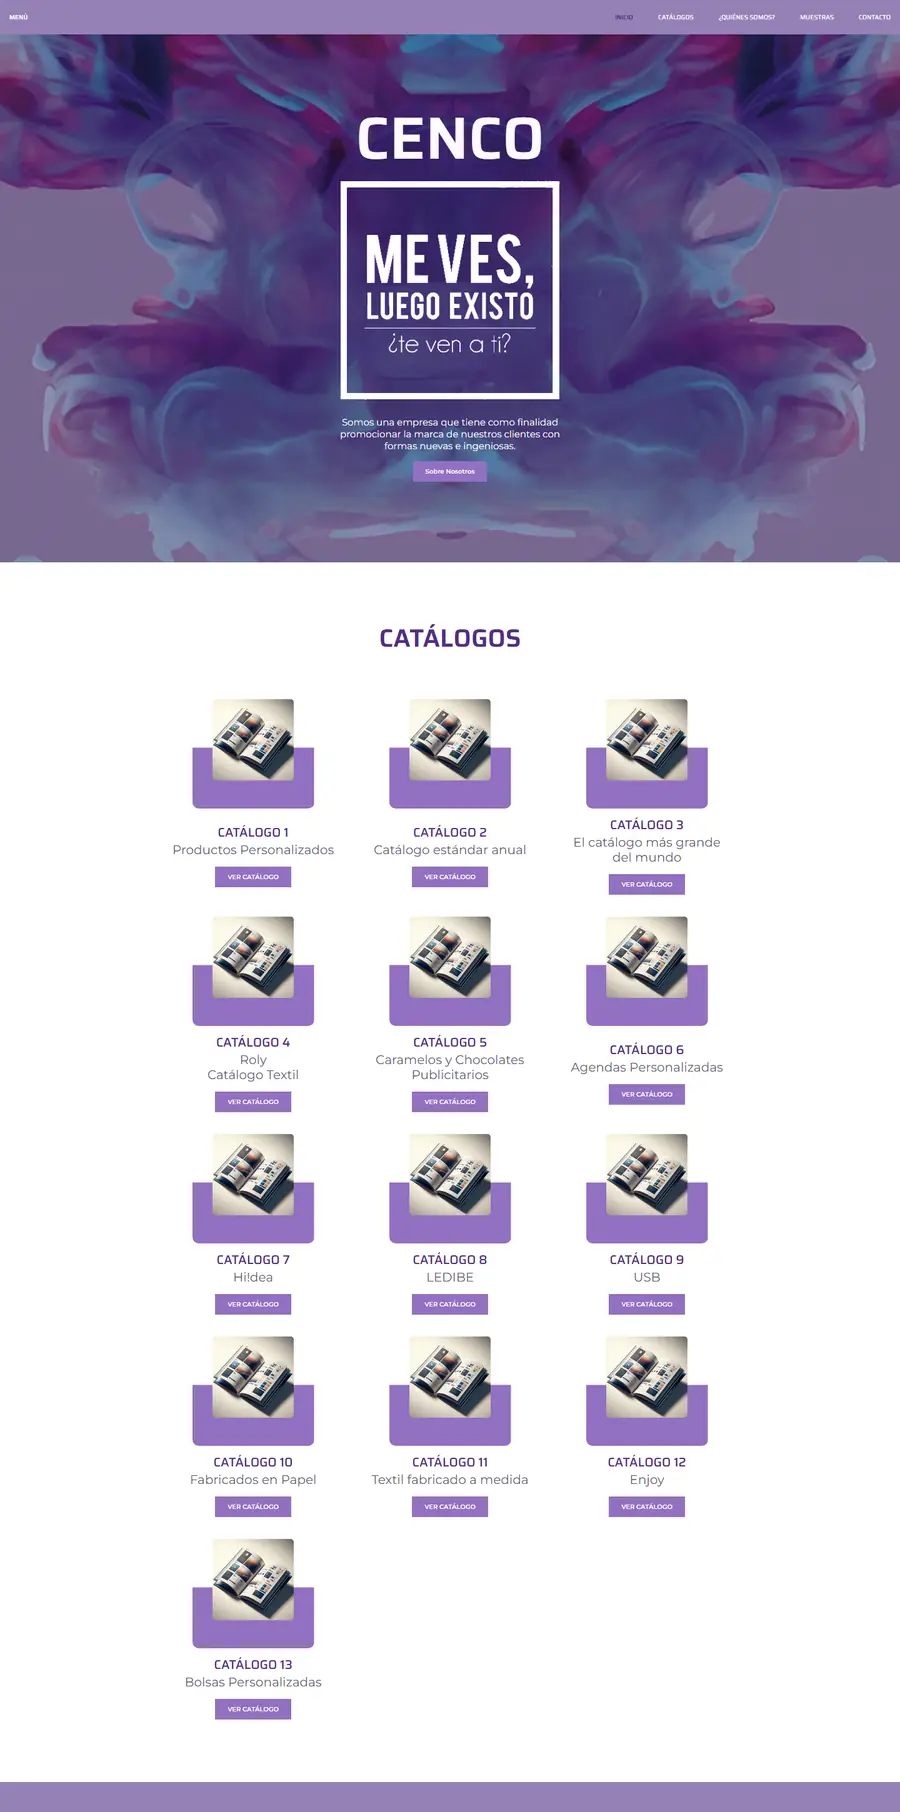 MENÚ
INICIO
CATÁLOGOS
¿QUIÉNES SOMOS?
MUESTRAS
CONTACTO
CENCO
ME VES,
LUEGO EXISTO
¿te ven a ti?
Somos una empresa que tiene como finalidad
promocionar la marca de nuestros clientes con
formas nuevas e ingeniosas.
Sobre Nosotros
CATÁLOGOS
CATÁLOGO 1
Productos Personalizados
VER CATÁLOGO
CATÁLOGO 2
Catálogo estándar anual
VER CATÁLOGO
CATÁLOGO 3
El catálogo más grande
del mundo
VER CATÁLOGO
CATÁLOGO 4
Roly
Catálogo Textil
VER CATÁLOGO
CATÁLOGO 5
Caramelos y Chocolates
Publicitarios
VER CATÁLOGO
CATÁLOGO 6
Agendas Personalizadas
VER CATÁLOGO
CATÁLOGO 7
Hi!dea
VER CATÁLOGO
CATÁLOGO 8
LEDIBE
VER CATÁLOGO
CATÁLOGO 9
USB
VER CATÁLOGO
CATÁLOGO 10
Fabricados en Papel
VER CATÁLOGO
CATÁLOGO 11
Textil fabricado a medida
VER CATÁLOGO
CATÁLOGO 12
Enjoy
VER CATÁLOGO
CATÁLOGO 13
Bolsas Personalizadas
VER CATÁLOGO